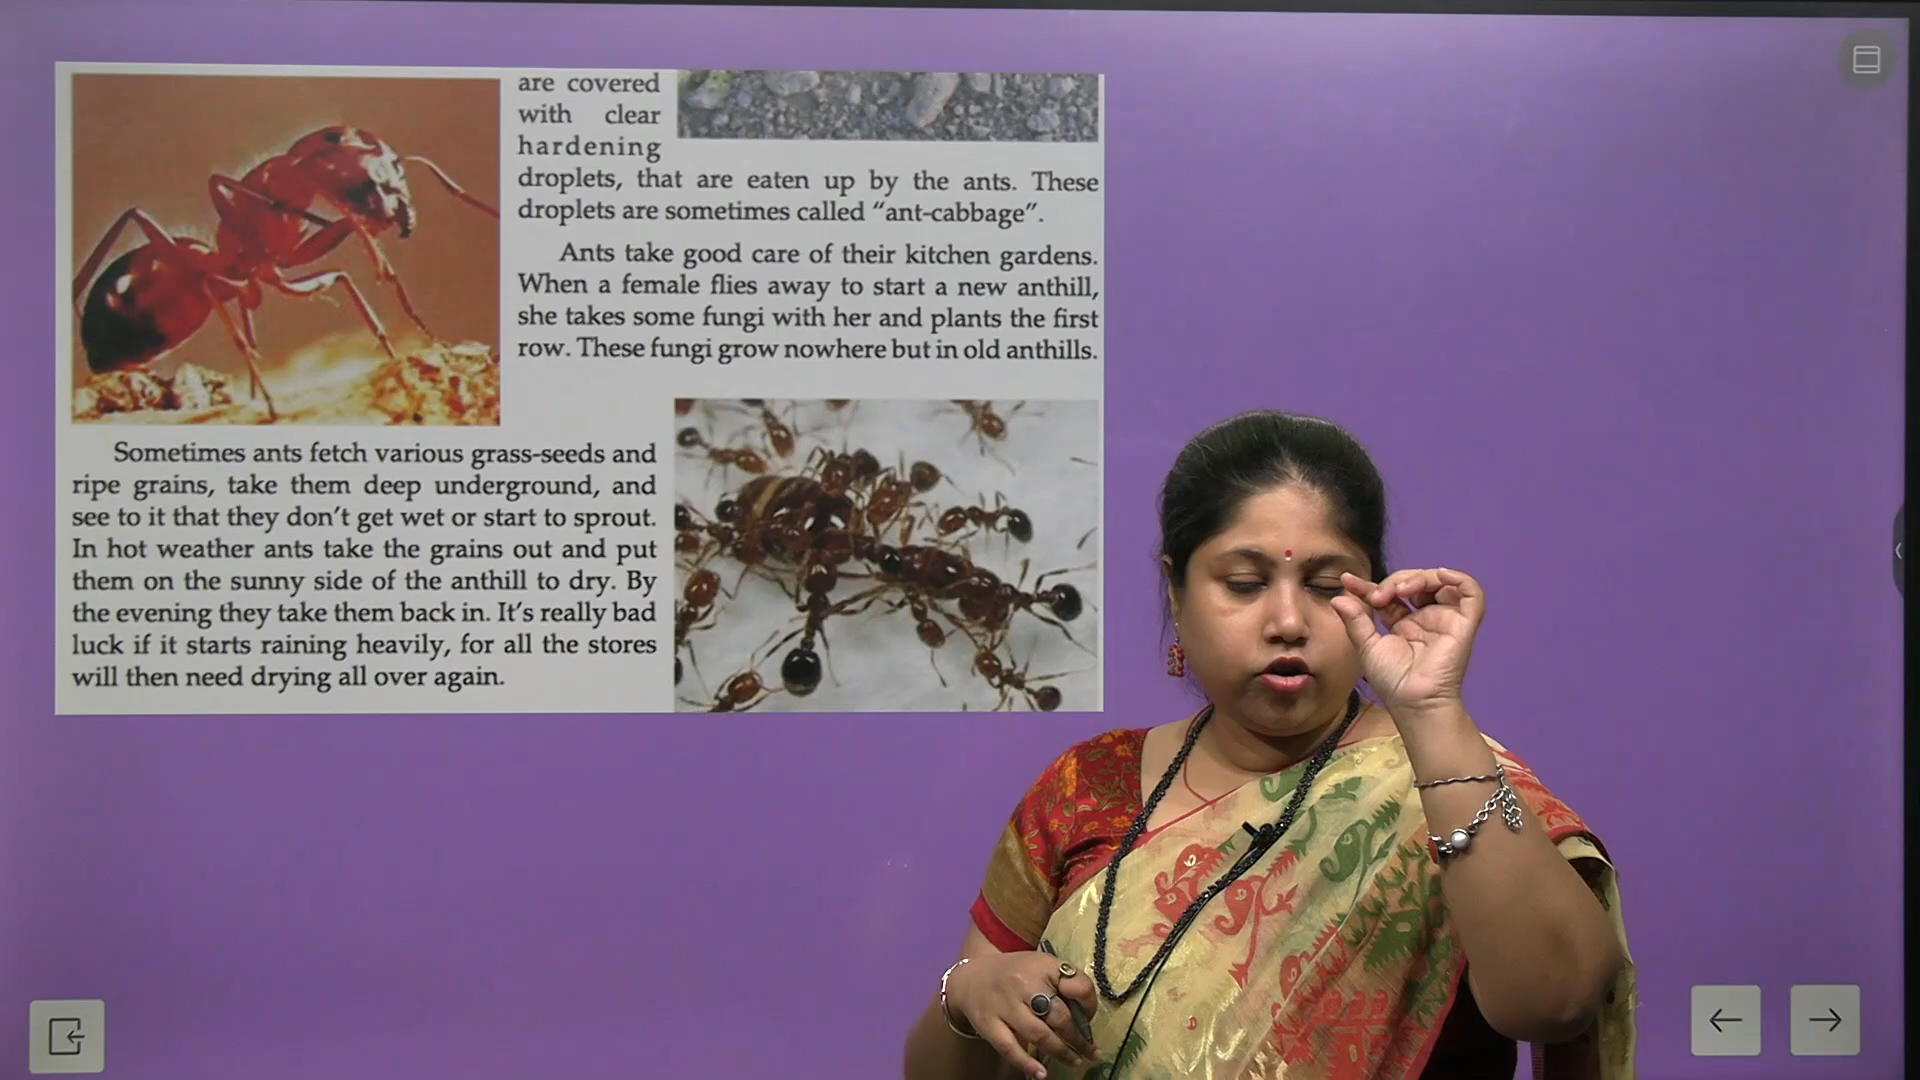 are covered
with clear
hardening
droplets, that are eaten up by the ants. These
droplets are sometimes called “ant-cabbage”.
Ants take good care of their kitchen gardens.
When a female flies away to start a new anthill,
she takes some fungi with her and plants the first
row. These fungi grow nowhere but in old anthills.
Sometimes ants fetch various grass-seeds and
ripe grains, take them deep underground, and
see to it that they don’t get wet or start to sprout.
In hot weather ants take the grains out and put
them on the sunny side of the anthill to dry. By
the evening they take them back in. It’s really bad
luck if it starts raining heavily, for all the stores
will then need drying all over again.